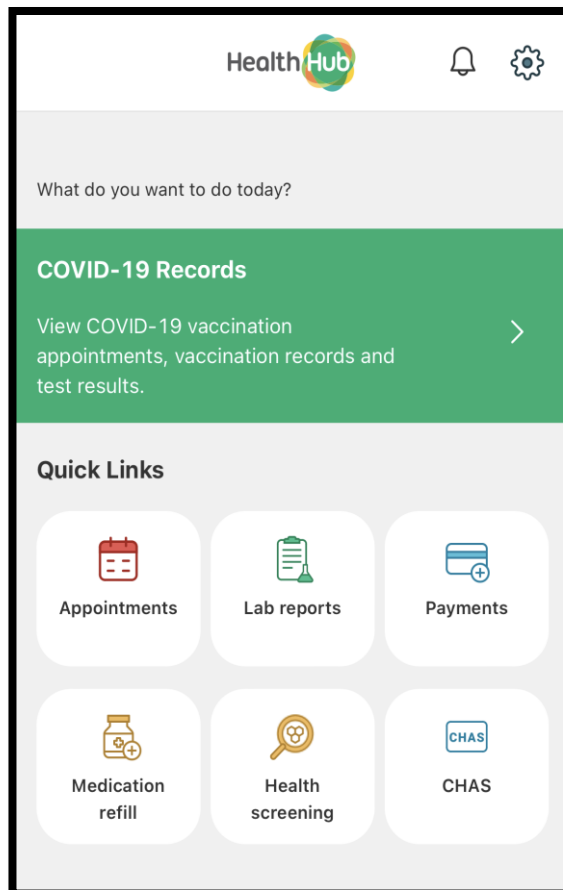 HealthHub
What do you want to do today?
COVID-19 Records
View COVID-19 vaccination
appointments, vaccination records and
test results.
Quick Links
Appointments
Lab reports
Payments
Medication
refill
Health
screening
CHAS
CHAS